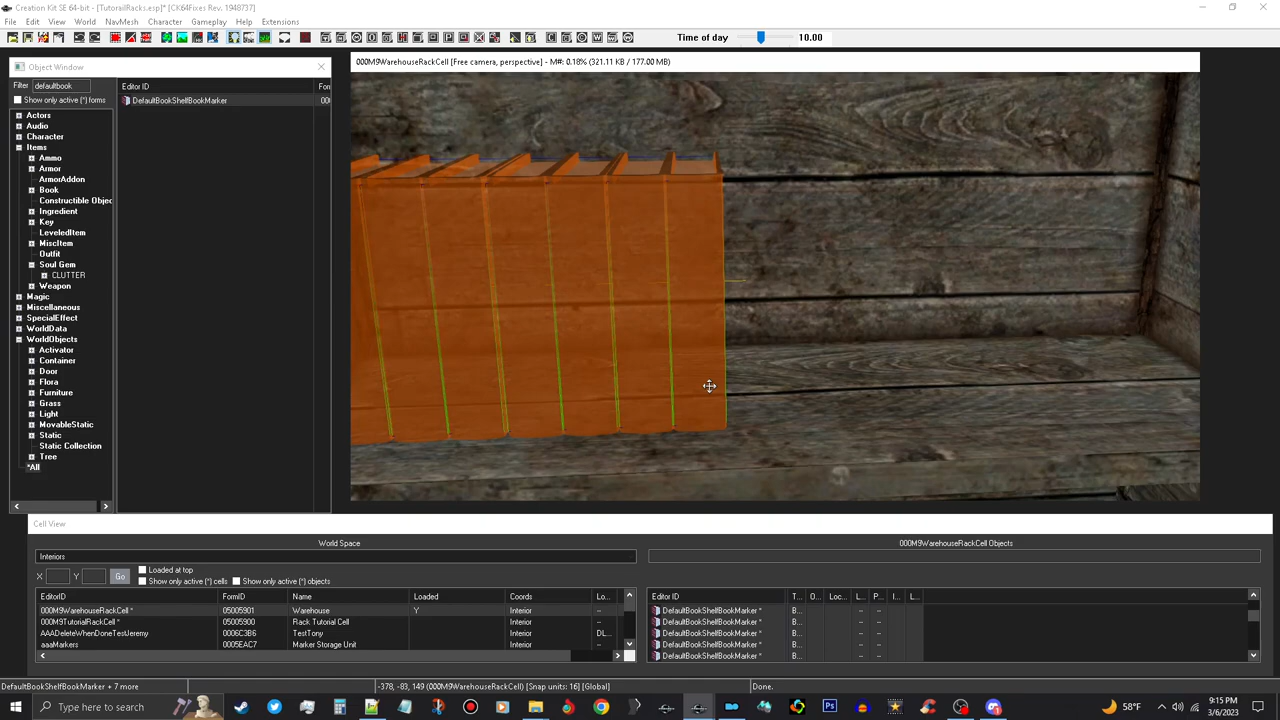 Creation Kit SE 64-bit - [TutorailRacks.esp]* [CK64Fixes Rev. 1948737]
File Edit View World NavMesh Character Gameplay Help Extensions
Time of day 10.00
Object Window
Filter defaultbook
Show only active (*) forms
Editor ID
For
DefaultBookShelfBookMarker
00
Actors
Audio
Character
Items
Ammo
Armor
ArmorAddon
Book
Constructible Objec
Ingredient
Key
LeveledItem
MiscItem
Outfit
Soul Gem
CLUTTER
Weapon
Magic
Miscellaneous
SpecialEffect
WorldData
WorldObjects
Activator
Container
Door
Flora
Furniture
Grass
Light
MovableStatic
Static
Static Collection
Tree
*All
000M9WarehouseRackCell [Free camera, perspective] - M#: 0.18% (321.11 KB / 177.00 MB)
Cell View
World Space
Interiors
X Y Go
Loaded at top
Show only active (*) cells
Show only active (*) objects
EditorID FormID Name Loaded Coords Lo...
000M9WarehouseRackCell * 05005901 Warehouse Y Interior --
000M9TutorialRackCell * 05005900 Rack Tutorial Cell Interior --
AAADeleteWhenDoneTestJeremy 0006C3B6 TestTony Interior DL...
aaaMarkers 0005EAC7 Marker Storage Unit Interior --
000M9WarehouseRackCell Objects
Editor ID T... O... Loc... L... P... I... L...
DefaultBookShelfBookMarker * B... -- --
DefaultBookShelfBookMarker * B... -- --
DefaultBookShelfBookMarker * B... -- --
DefaultBookShelfBookMarker * B... -- --
DefaultBookShelfBookMarker * B... -- --
DefaultBookShelfBookMarker + 7 more
-378, -83, 149 (000M9WarehouseRackCell) [Snap units: 16] [Global]
Done.
Type here to search
58°F
9:15 PM
3/6/2023